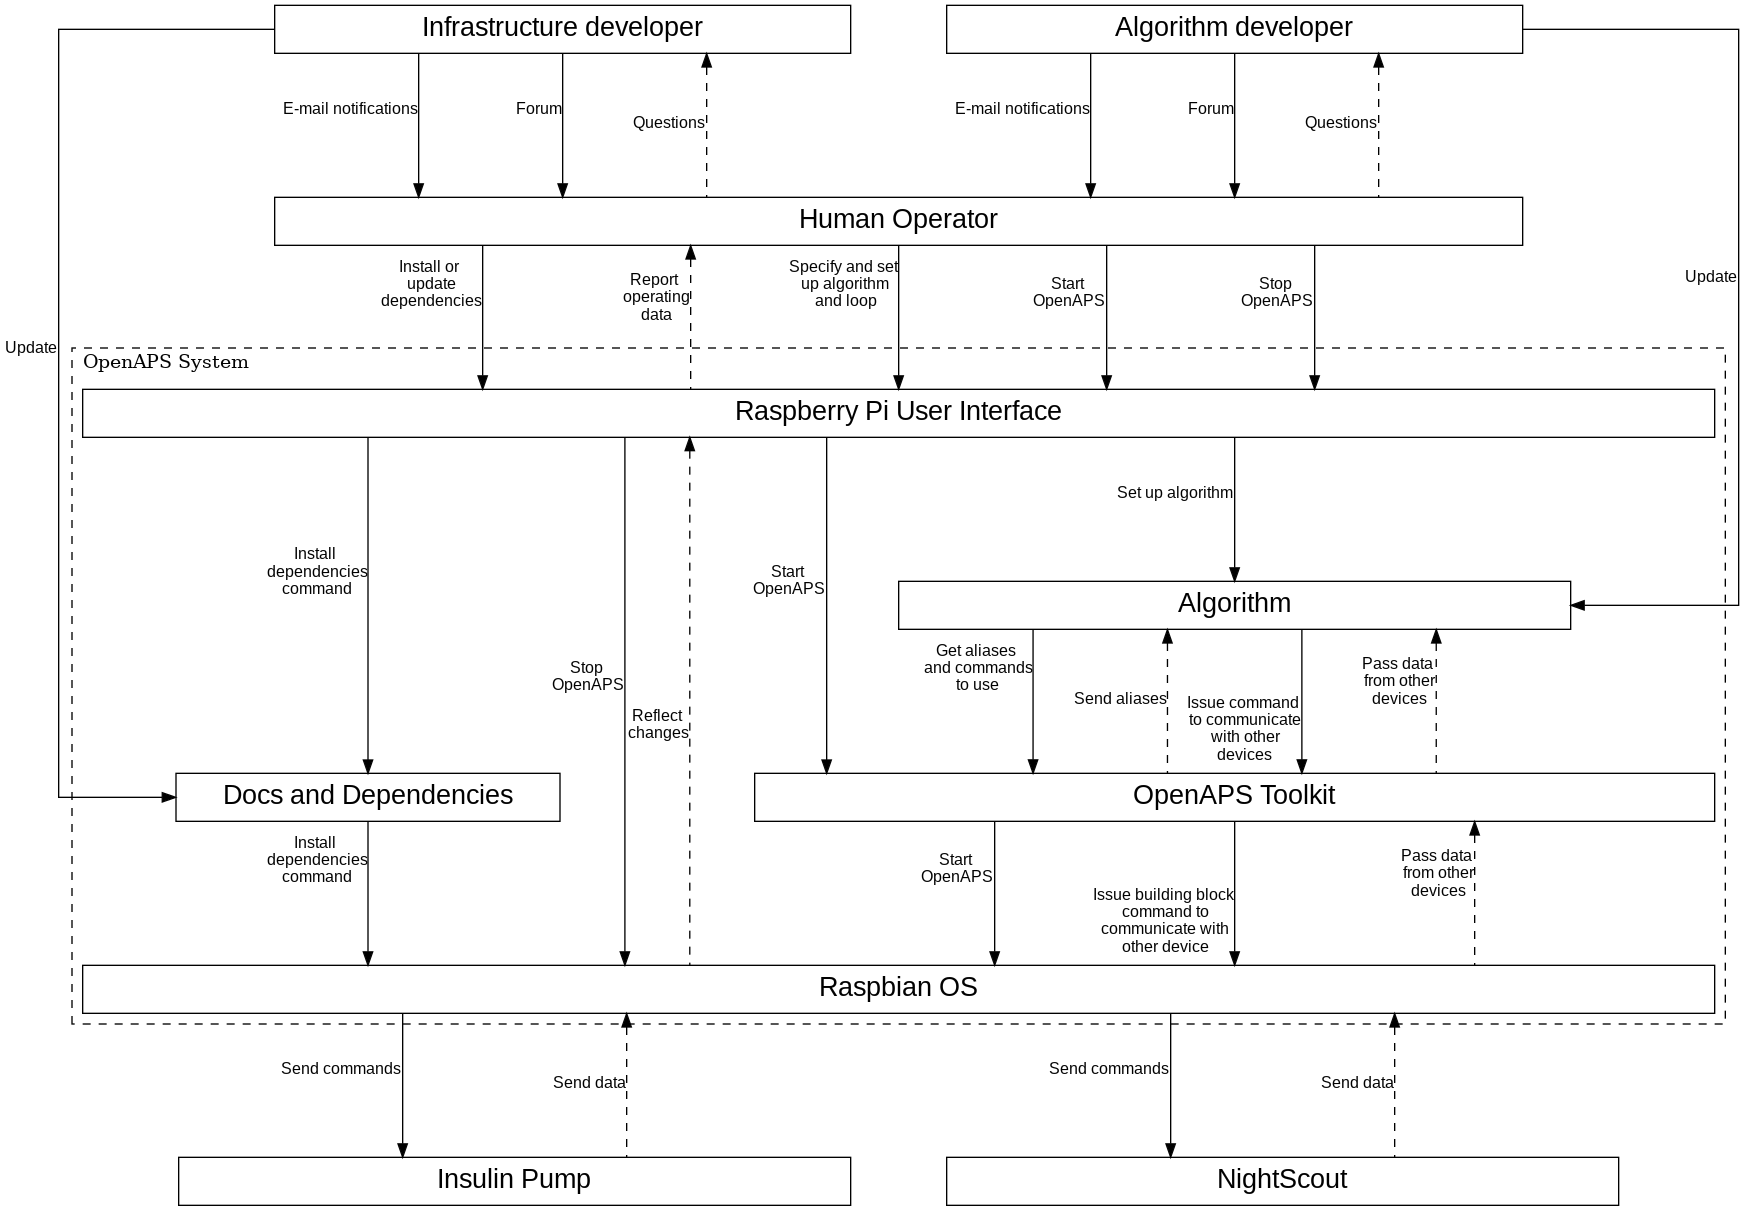 Infrastructure developer
Algorithm developer
E-mail notifications
Forum
Questions
E-mail notifications
Forum
Questions
Human Operator
Install or
update
dependencies
Report
operating
data
Specify and set
up algorithm
and loop
Start
OpenAPS
Stop
OpenAPS
Update
Update
OpenAPS System
Raspberry Pi User Interface
Set up algorithm
Install
dependencies
command
Start
OpenAPS
Algorithm
Stop
OpenAPS
Reflect
changes
Get aliases
and commands
to use
Send aliases
Issue command
to communicate
with other
devices
Pass data
from other
devices
Docs and Dependencies
OpenAPS Toolkit
Install
dependencies
command
Start
OpenAPS
Issue building block
command to
communicate with
other device
Pass data
from other
devices
Raspbian OS
Send commands
Send data
Send commands
Send data
Insulin Pump
NightScout